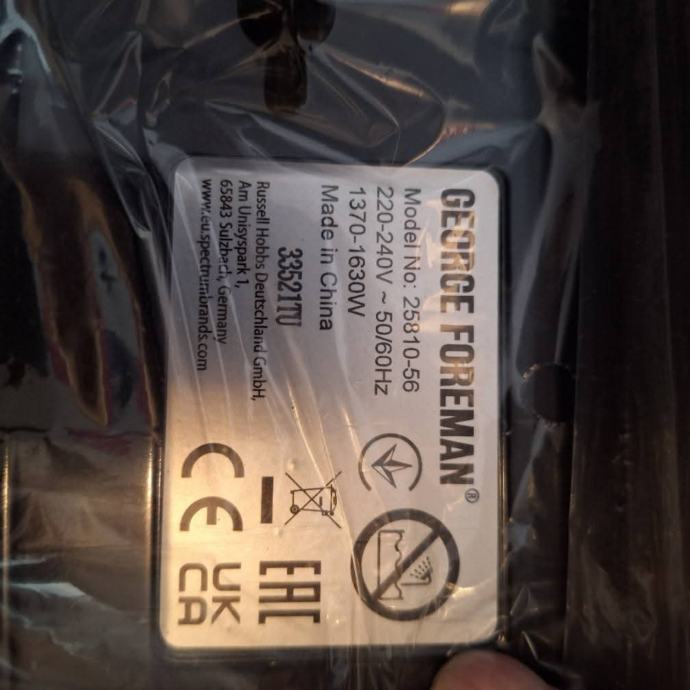 GEORGE FOREMAN®
Model No: 25810-56
220-240V ~ 50/60Hz
1370-1630W
Made in China
33521TU
Russell Hobbs Deutschland GmbH,
Am Unisyspark 1,
65843 Sulzbach, Germany
www.eu.spectrumbrands.com
CE
EAC
UK
CA